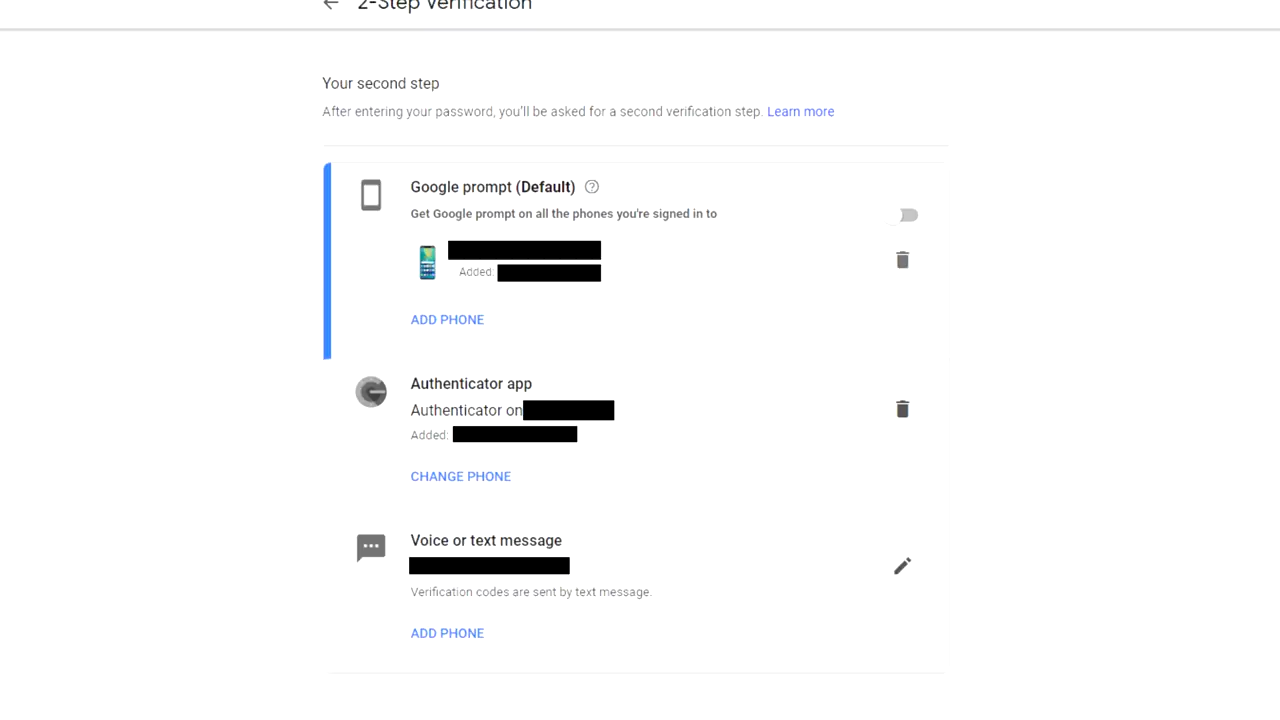 2-Step Verification
Your second step
After entering your password, you'll be asked for a second verification step. Learn more
Google prompt (Default)
Get Google prompt on all the phones you're signed in to
Added:
ADD PHONE
Authenticator app
Authenticator on
Added:
CHANGE PHONE
Voice or text message
Verification codes are sent by text message.
ADD PHONE